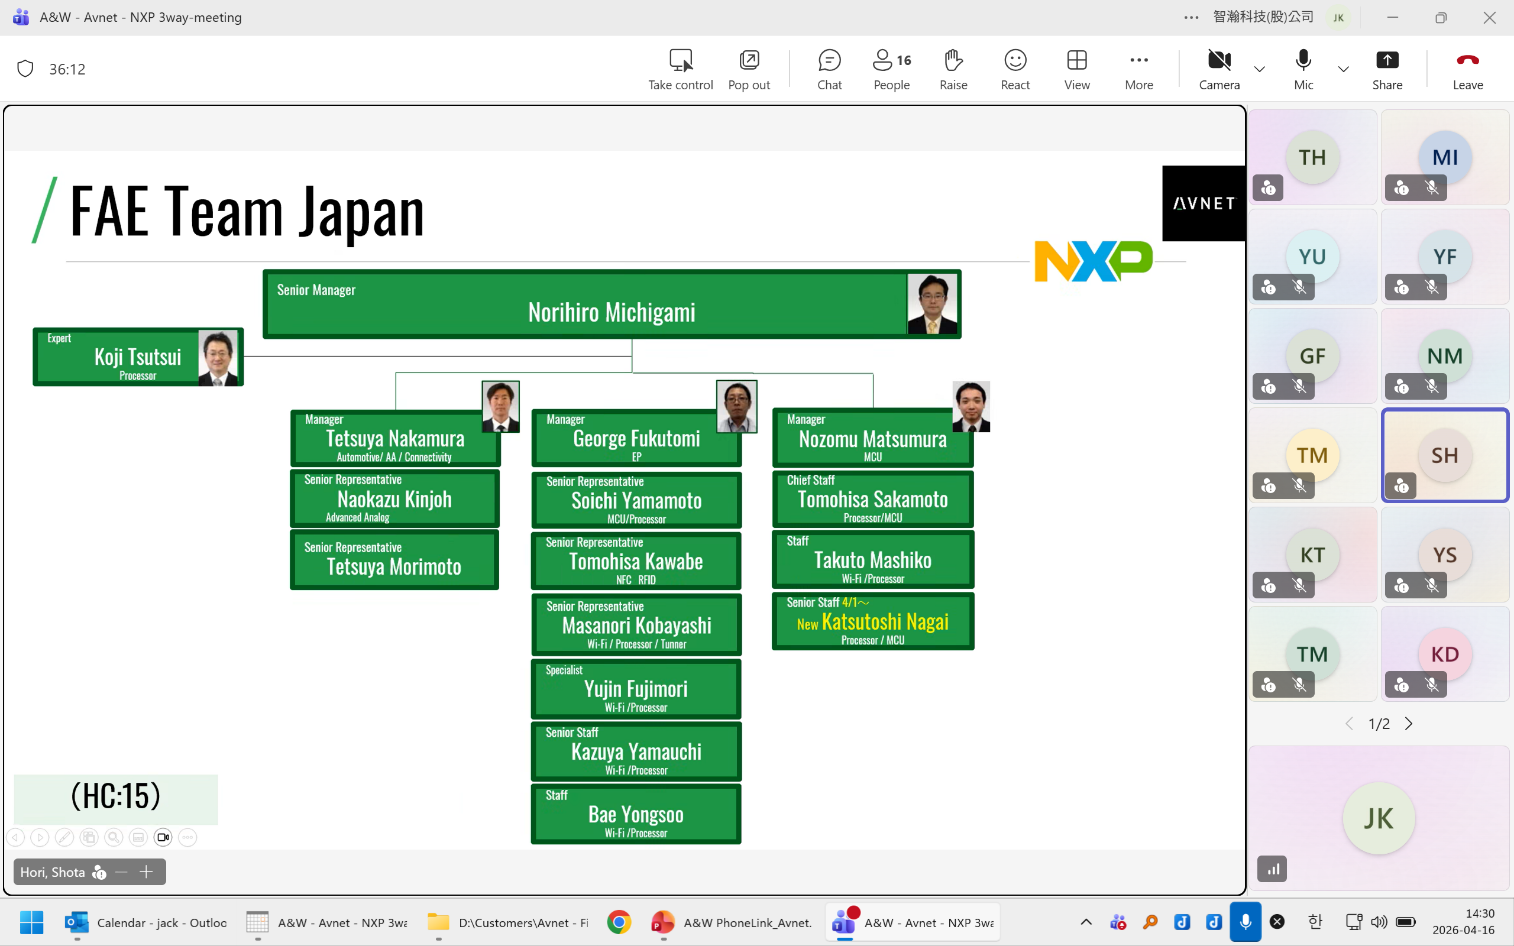 A&W - Avnet - NXP 3way-meeting
智瀚科技(股)公司
JK
36:12
Take control
Pop out
Chat
16
People
Raise
React
View
More
Camera
Mic
Share
Leave
FAE Team Japan
AVNET
NXP
Senior Manager
Norihiro Michigami
Expert
Koji Tsutsui
Processor
Manager
Tetsuya Nakamura
Automotive/ AA / Connectivity
Senior Representative
Naokazu Kinjoh
Advanced Analog
Senior Representative
Tetsuya Morimoto
Manager
George Fukutomi
EP
Senior Representative
Soichi Yamamoto
MCU/Processor
Senior Representative
Tomohisa Kawabe
NFC RFID
Senior Representative
Masanori Kobayashi
Wi-Fi / Processor / Tunner
Specialist
Yujin Fujimori
Wi-Fi /Processor
Senior Staff
Kazuya Yamauchi
Wi-Fi /Processor
Staff
Bae Yongsoo
Wi-Fi /Processor
Manager
Nozomu Matsumura
MCU
Chief Staff
Tomohisa Sakamoto
Processor/MCU
Staff
Takuto Mashiko
Wi-Fi /Processor
Senior Staff 4/1～
New Katsutoshi Nagai
Processor / MCU
(HC:15)
Hori, Shota
TH
MI
YU
YF
GF
NM
TM
SH
KT
YS
TM
KD
1/2
JK
Calendar - jack - Outloo
A&W - Avnet - NXP 3wa
D:\Customers\Avnet - Fi
A&W PhoneLink_Avnet.
A&W - Avnet - NXP 3wa
한
14:30
2026-04-16